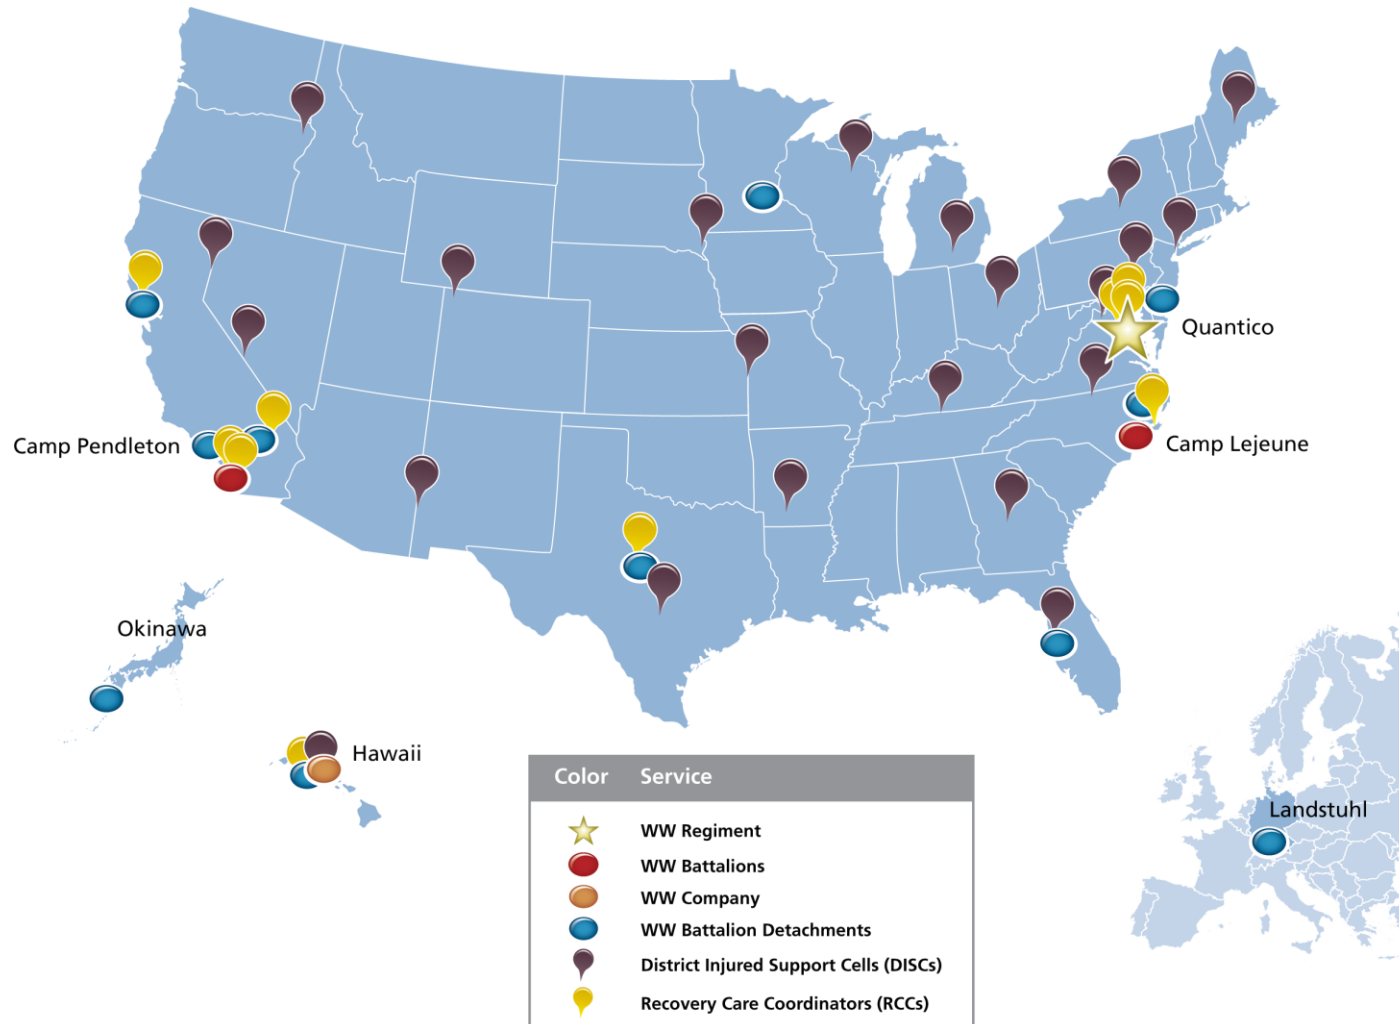 Quantico
Camp Pendleton
Camp Lejeune
Okinawa
Hawaii
Landstuhl
Color Service
WW Regiment
WW Battalions
WW Company
WW Battalion Detachments
District Injured Support Cells (DISCs)
Recovery Care Coordinators (RCCs)